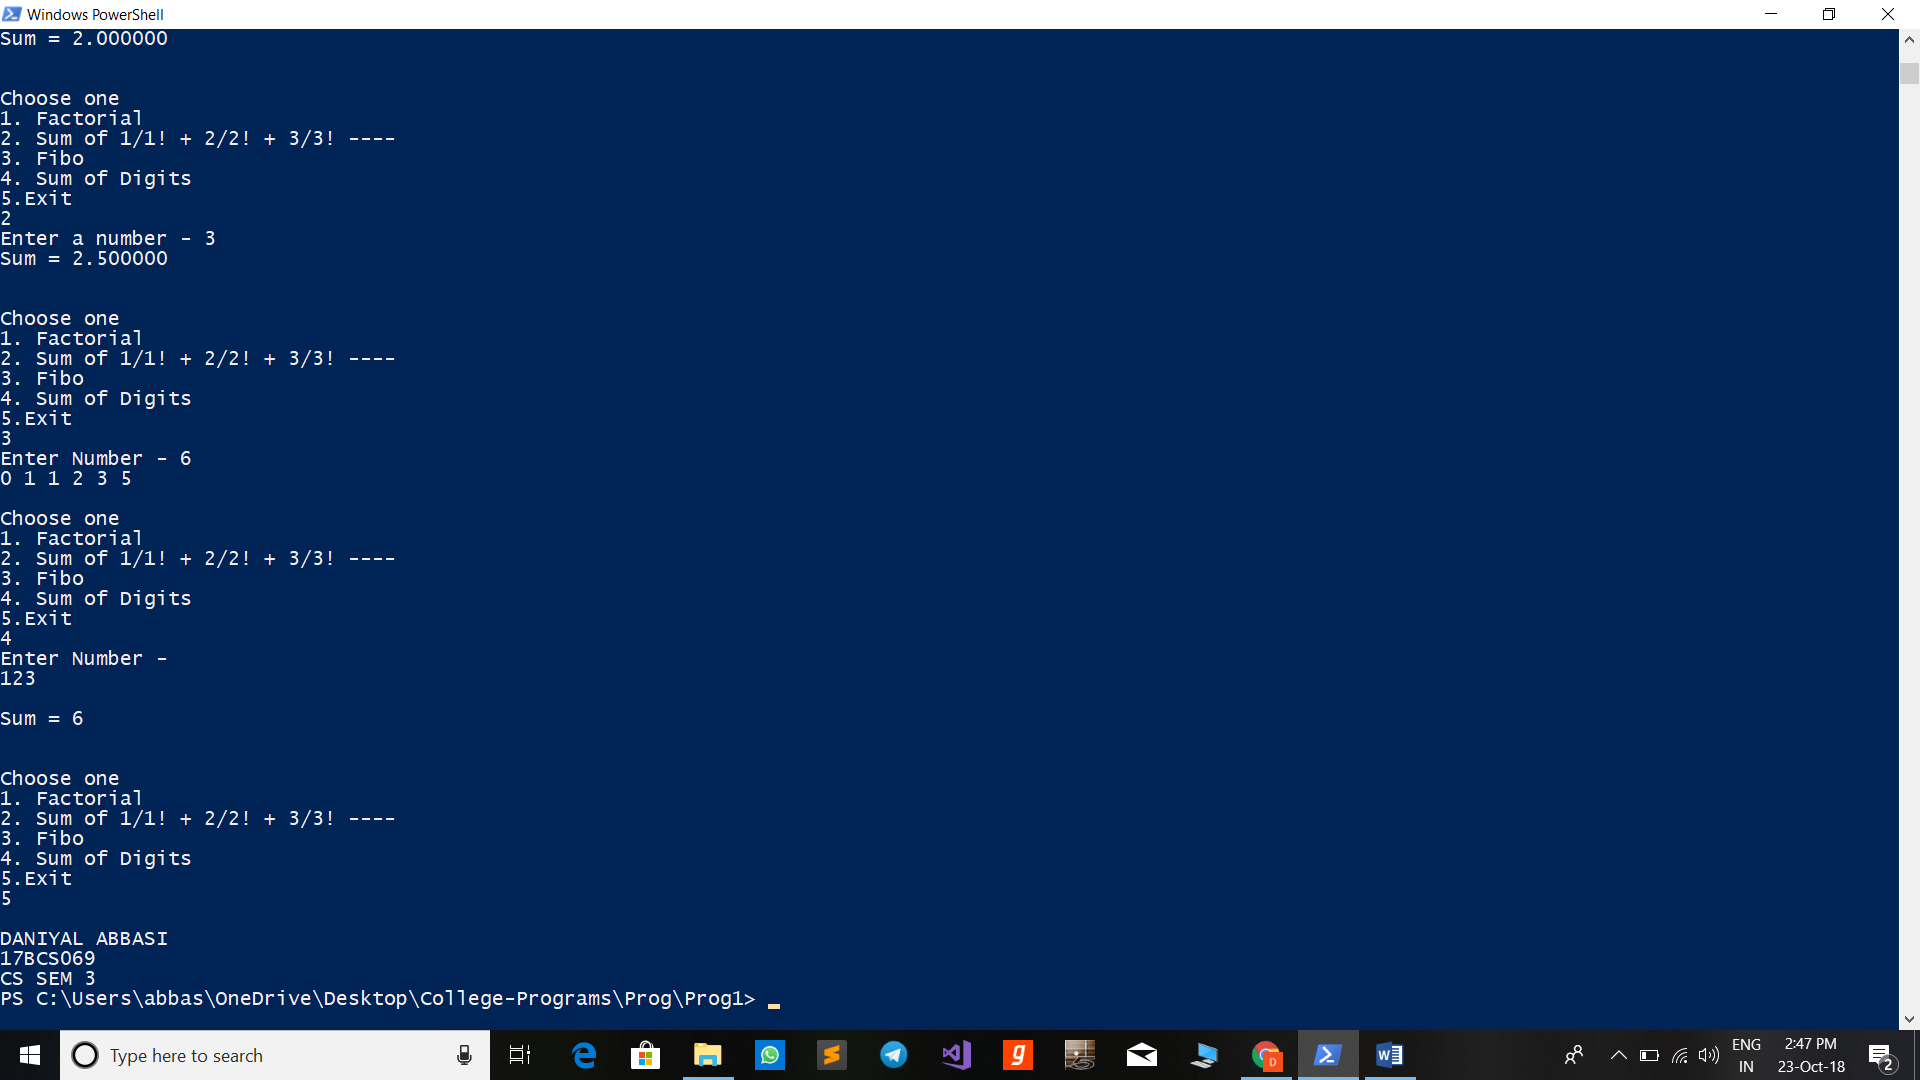 Windows PowerShell
Sum = 2.000000
Choose one
1. Factorial
2. Sum of 1/1! + 2/2! + 3/3! ----
3. Fibo
4. Sum of Digits
5.Exit
2
Enter a number - 3
Sum = 2.500000
Choose one
1. Factorial
2. Sum of 1/1! + 2/2! + 3/3! ----
3. Fibo
4. Sum of Digits
5.Exit
3
Enter Number - 6
0 1 1 2 3 5
Choose one
1. Factorial
2. Sum of 1/1! + 2/2! + 3/3! ----
3. Fibo
4. Sum of Digits
5.Exit
4
Enter Number -
123
Sum = 6
Choose one
1. Factorial
2. Sum of 1/1! + 2/2! + 3/3! ----
3. Fibo
4. Sum of Digits
5.Exit
5
DANIYAL ABBASI
17BCS069
CS SEM 3
PS C:\Users\abbas\OneDrive\Desktop\College-Programs\Prog\Prog1>
Type here to search
ENG
IN
2:47 PM
23-Oct-18
2